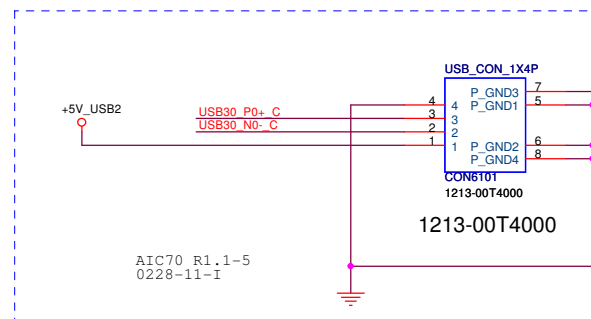 USB_CON_1X4P
+5V_USB2
USB30_P0+_C
USB30_N0-_C
4
3
2
1
4
3
2
1
P_GND3
P_GND1
P_GND2
P_GND4
7
5
6
8
CON6101
1213-00T4000
1213-00T4000
AIC70 R1.1-5
0228-11-I